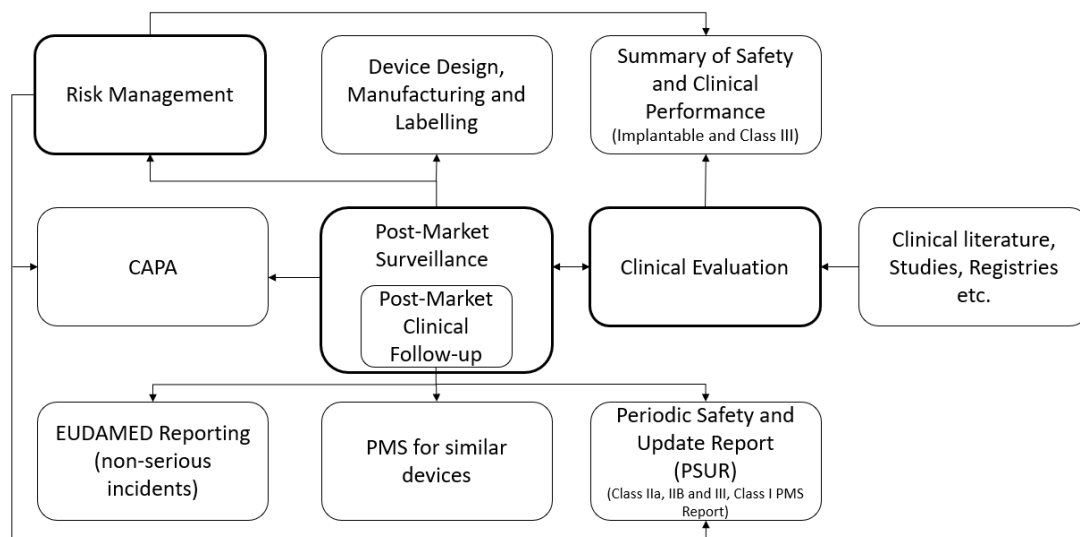 Risk Management
Device Design,
Manufacturing and
Labelling
Summary of Safety
and Clinical
Performance
(Implantable and Class III)
CAPA
Post-Market
Surveillance
Post-Market
Clinical
Follow-up
Clinical Evaluation
Clinical literature,
Studies, Registries
etc.
EUDAMED Reporting
(non-serious
incidents)
PMS for similar
devices
Periodic Safety and
Update Report
(PSUR)
(Class IIa, IIB and III, Class I PMS
Report)